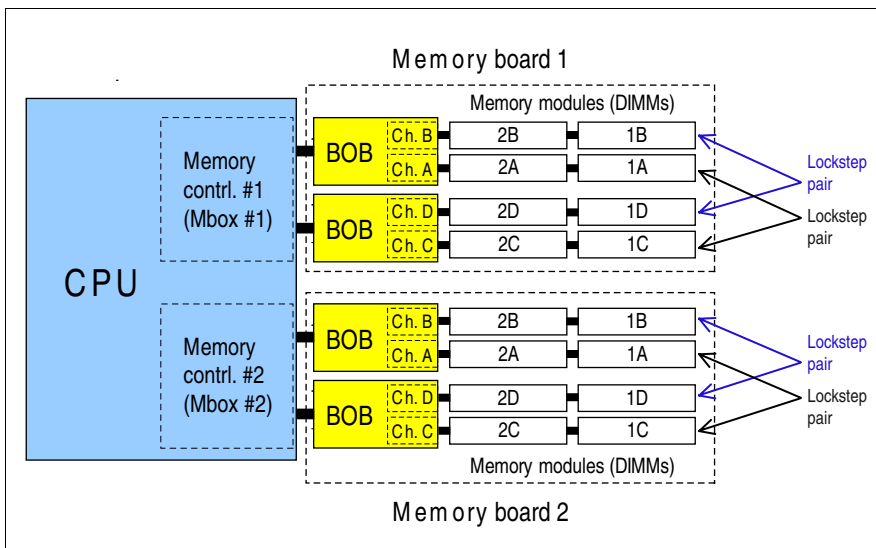 Memory board 1
Memory modules (DIMMs)
CPU
Memory
contrl. #1
(Mbox #1)
BOB
Ch. B
2B
1B
Ch. A
2A
1A
BOB
Ch. D
2D
1D
Ch. C
2C
1C
Lockstep
pair
Lockstep
pair
Memory
contrl. #2
(Mbox #2)
BOB
Ch. B
2B
1B
Ch. A
2A
1A
BOB
Ch. D
2D
1D
Ch. C
2C
1C
Lockstep
pair
Lockstep
pair
Memory modules (DIMMs)
Memory board 2